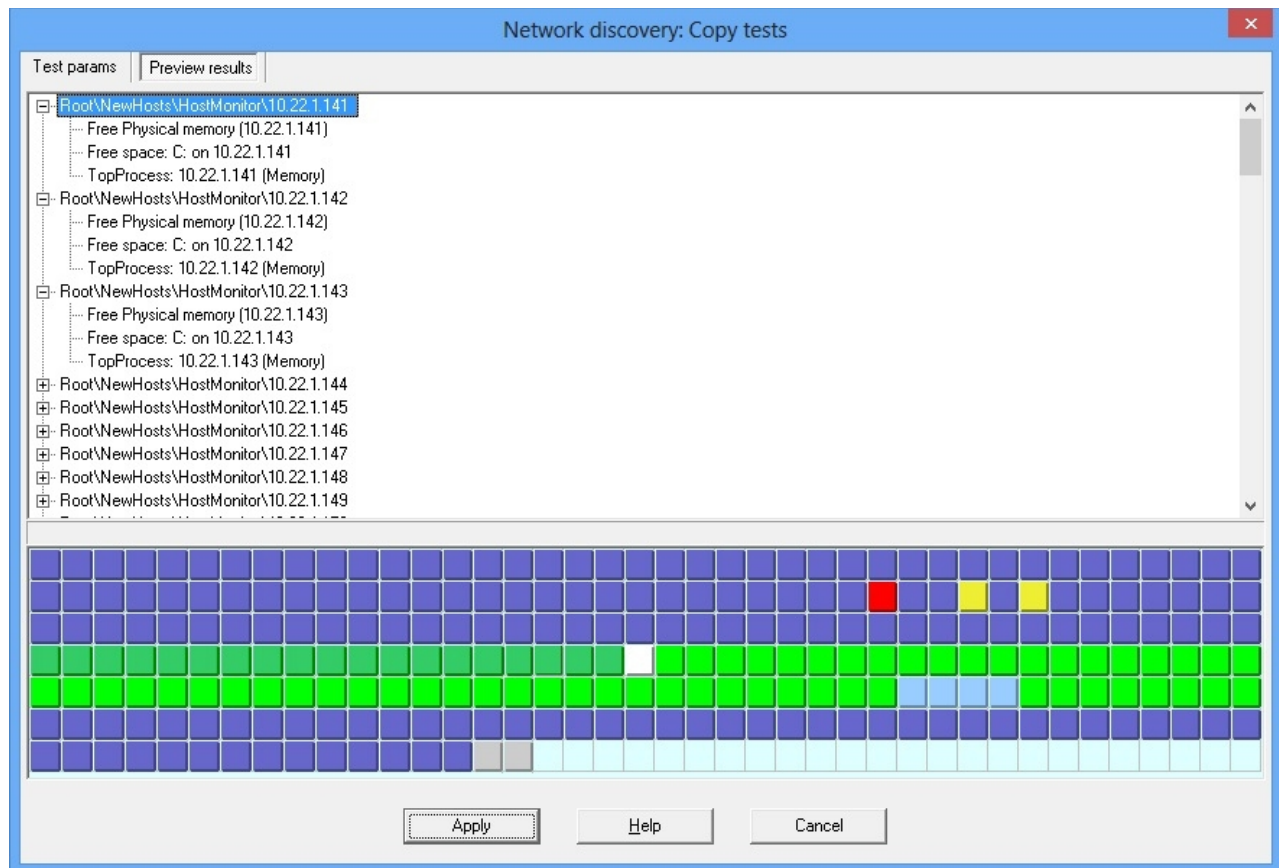 Network discovery: Copy tests
Test params Preview results
Root\NewHosts\HostMonitor\10.22.1.141
Free Physical memory (10.22.1.141)
Free space: C: on 10.22.1.141
TopProcess: 10.22.1.141 (Memory)
Root\NewHosts\HostMonitor\10.22.1.142
Free Physical memory (10.22.1.142)
Free space: C: on 10.22.1.142
TopProcess: 10.22.1.142 (Memory)
Root\NewHosts\HostMonitor\10.22.1.143
Free Physical memory (10.22.1.143)
Free space: C: on 10.22.1.143
TopProcess: 10.22.1.143 (Memory)
Root\NewHosts\HostMonitor\10.22.1.144
Root\NewHosts\HostMonitor\10.22.1.145
Root\NewHosts\HostMonitor\10.22.1.146
Root\NewHosts\HostMonitor\10.22.1.147
Root\NewHosts\HostMonitor\10.22.1.148
Root\NewHosts\HostMonitor\10.22.1.149
Apply Help Cancel